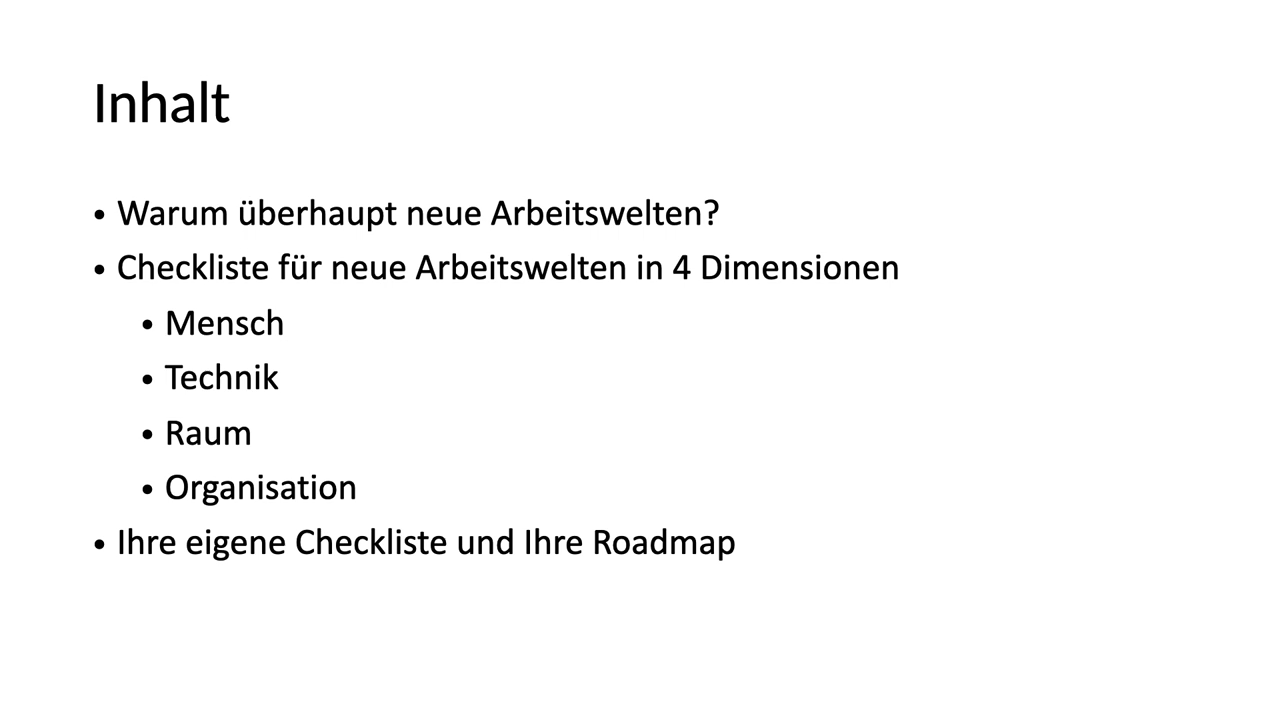 Inhalt
• Warum überhaupt neue Arbeitswelten?
• Checkliste für neue Arbeitswelten in 4 Dimensionen
• Mensch
• Technik
• Raum
• Organisation
• Ihre eigene Checkliste und Ihre Roadmap